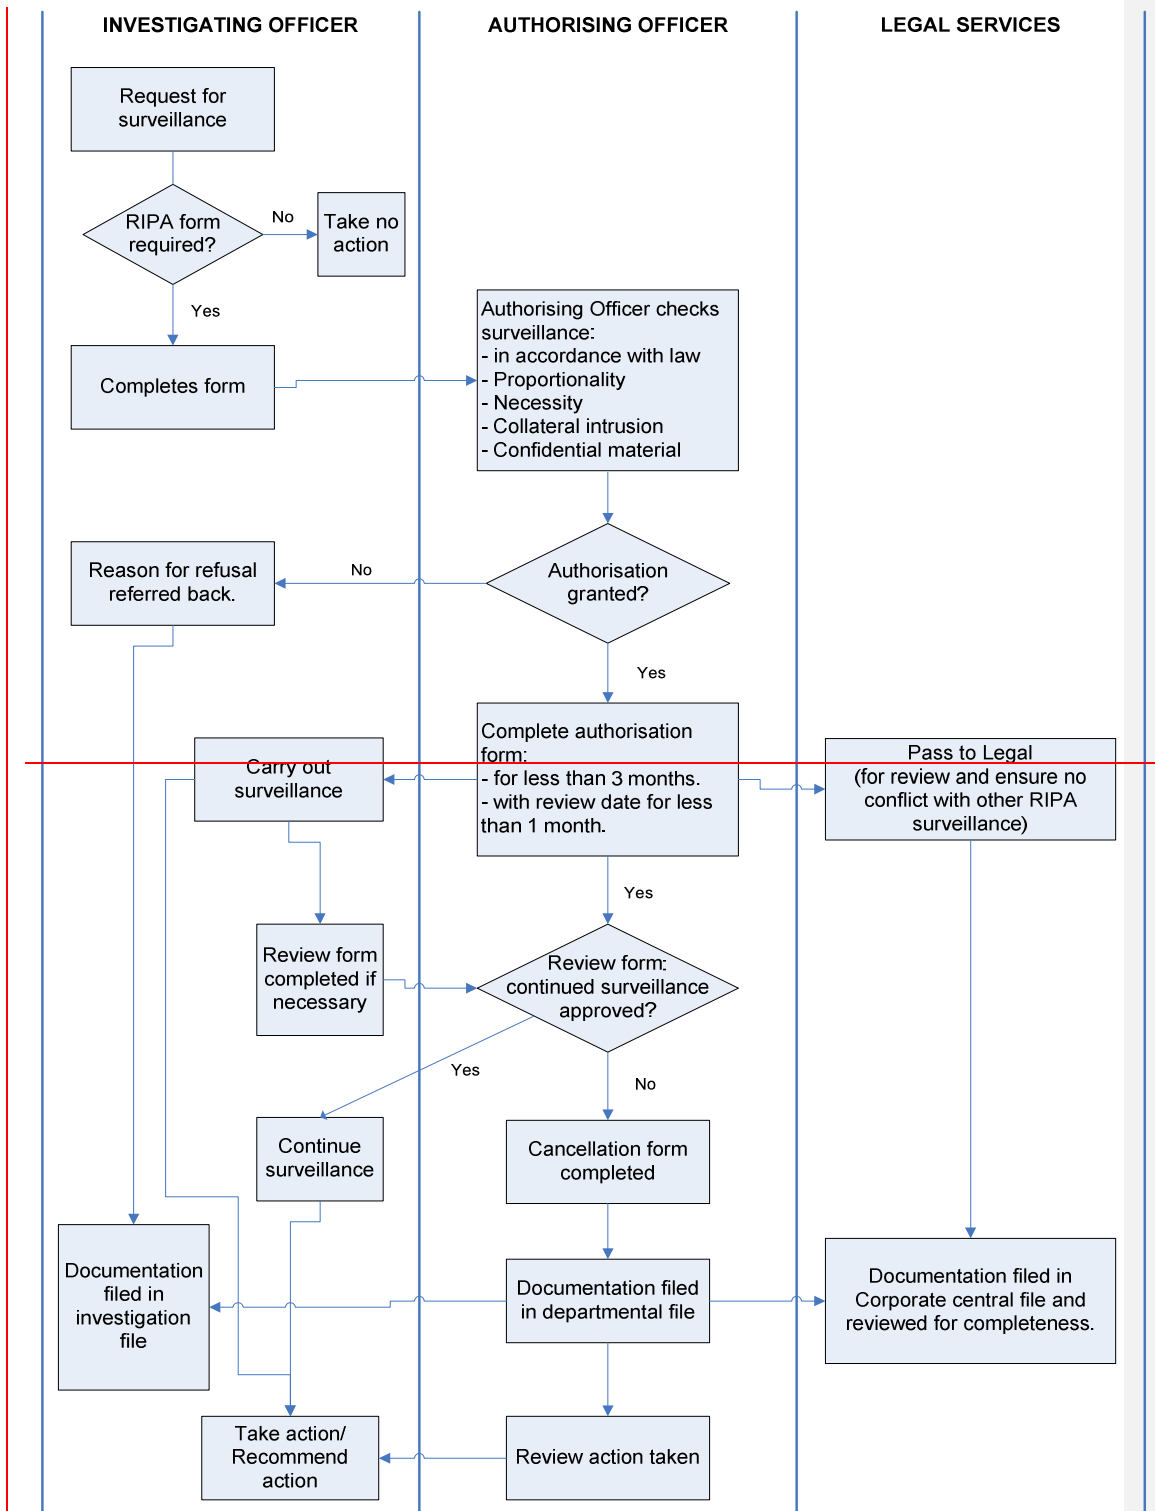 INVESTIGATING OFFICER
AUTHORISING OFFICER
LEGAL SERVICES
Request for
surveillance
RIPA form
required?
No
Take no
action
Yes
Completes form
Authorising Officer checks
surveillance:
- in accordance with law
- Proportionality
- Necessity
- Collateral intrusion
- Confidential material
Authorisation
granted?
No
Reason for refusal
referred back.
Yes
Complete authorisation
form:
- for less than 3 months.
- with review date for less
than 1 month.
Carry out
surveillance
Pass to Legal
(for review and ensure no
conflict with other RIPA
surveillance)
Yes
Review form
completed if
necessary
Review form:
continued surveillance
approved?
Yes
No
Continue
surveillance
Cancellation form
completed
Documentation
filed in
investigation
file
Documentation filed
in departmental file
Documentation filed in
Corporate central file and
reviewed for completeness.
Take action/
Recommend
action
Review action taken